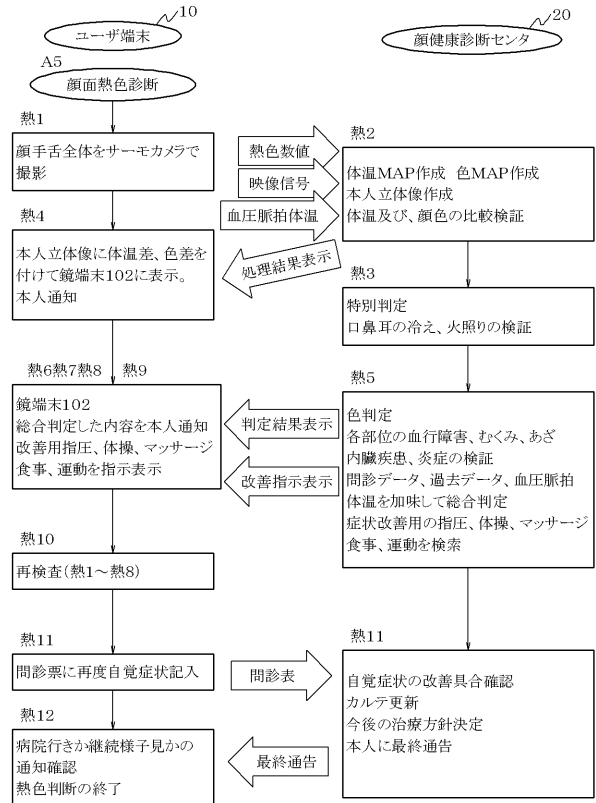 10
ユーザ端末
20
顔健康診断センタ
A5
顔面熱色診断
熱1
顔手舌全体をサーモカメラで
撮影
熱色数値
映像信号
血圧脈拍体温
熱2
体温MAP作成　色MAP作成
本人立体像作成
体温及び、顔色の比較検証
熱4
本人立体像に体温差、色差を
付けて鏡端末102に表示。
本人通知
処理結果表示
熱3
特別判定
口鼻耳の冷え、火照りの検証
熱6熱7熱8　熱9
鏡端末102
総合判定した内容を本人通知
改善用指圧、体操、マッサージ
食事、運動を指示表示
判定結果表示
改善指示表示
熱5
色判定
各部位の血行障害、むくみ、あざ
内臓疾患、炎症の検証
問診データ、過去データ、血圧脈拍
体温を加味して総合判定
症状改善用の指圧、体操、マッサージ
食事、運動を検索
熱10
再検査(熱1～熱8)
熱11
問診票に再度自覚症状記入
問診表
熱11
自覚症状の改善具合確認
カルテ更新
今後の治療方針決定
本人に最終通告
熱12
病院行きか継続様子見かの
通知確認
熱色判断の終了
最終通告